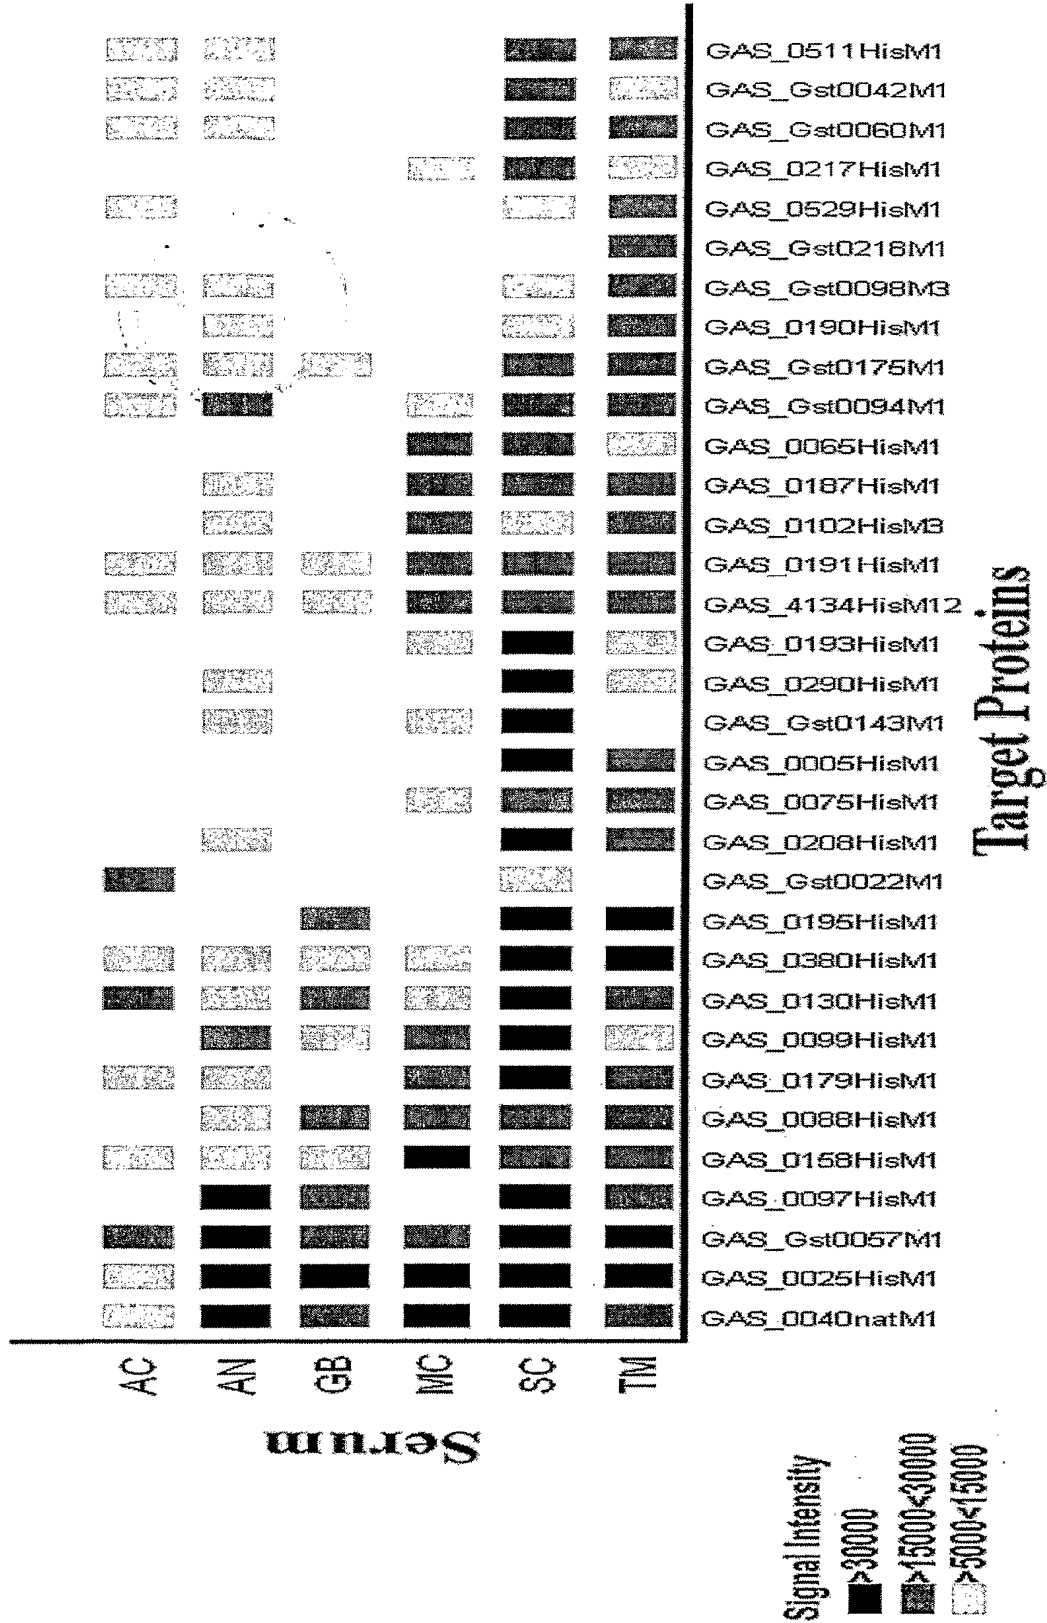 GAS_0511HisM1
GAS_Gst0042M1
GAS_Gst0060M1
GAS_0217HisM1
GAS_0529HisM1
GAS_Gst0218M1
GAS_Gst0098M3
GAS_0190HisM1
GAS_Gst0175M1
GAS_Gst0094M1
GAS_0065HisM1
GAS_0187HisM1
GAS_0102HisM3
GAS_0191HisM1
GAS_4134HisM12
GAS_0193HisM1
GAS_0290HisM1
GAS_Gst0143M1
GAS_0005HisM1
GAS_0075HisM1
GAS_0208HisM1
GAS_Gst0022M1
GAS_0195HisM1
GAS_0380HisM1
GAS_0130HisM1
GAS_0099HisM1
GAS_0179HisM1
GAS_0088HisM1
GAS_0158HisM1
GAS_0097HisM1
GAS_Gst0057M1
GAS_0025HisM1
GAS_0040natM1
Target Proteins
AC
AN
GB
MC
SC
TM
Serum
Signal Intensity
>30000
>15000<30000
>5000<15000